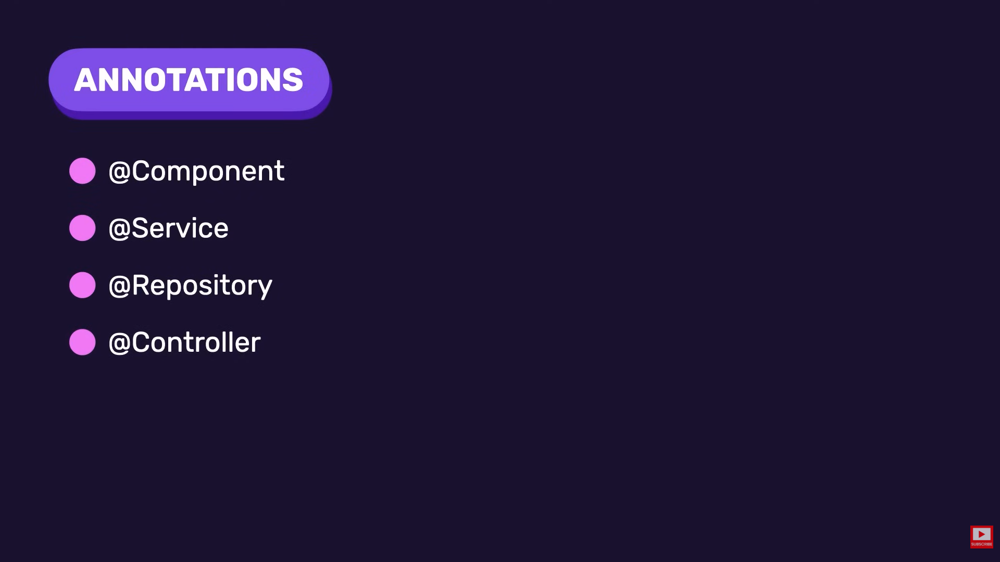 ANNOTATIONS
@Component
@Service
@Repository
@Controller
SUBSCRIBE